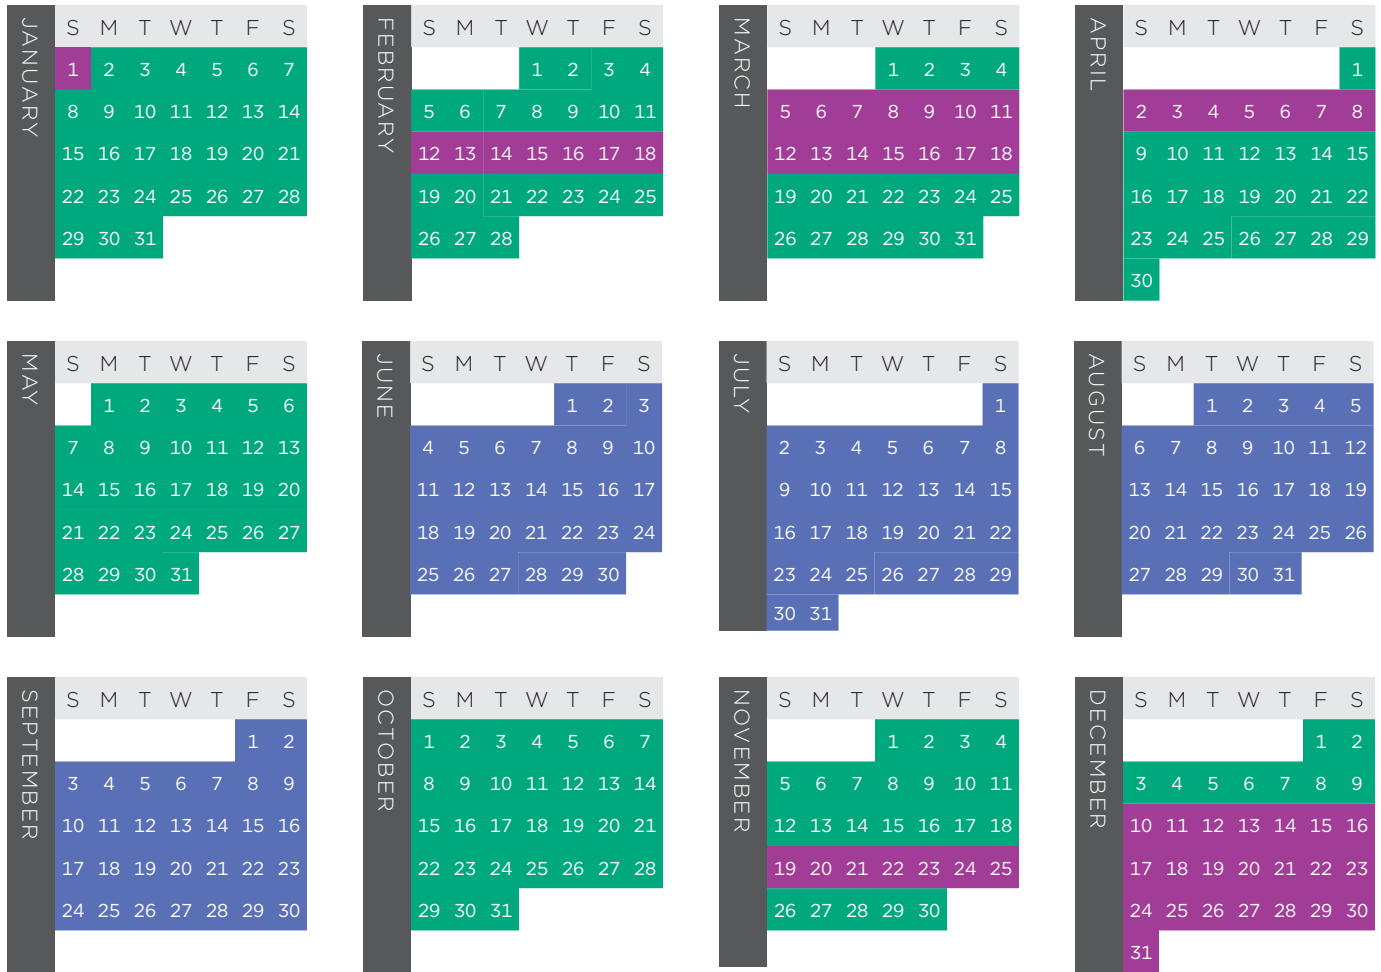 JANUARY
S M T W T F S
1 2 3 4 5 6 7
8 9 10 11 12 13 14
15 16 17 18 19 20 21
22 23 24 25 26 27 28
29 30 31
FEBRUARY
S M T W T F S
1 2 3 4
5 6 7 8 9 10 11
12 13 14 15 16 17 18
19 20 21 22 23 24 25
26 27 28
MARCH
S M T W T F S
1 2 3 4
5 6 7 8 9 10 11
12 13 14 15 16 17 18
19 20 21 22 23 24 25
26 27 28 29 30 31
APRIL
S M T W T F S
1
2 3 4 5 6 7 8
9 10 11 12 13 14 15
16 17 18 19 20 21 22
23 24 25 26 27 28 29
30
MAY
S M T W T F S
1 2 3 4 5 6
7 8 9 10 11 12 13
14 15 16 17 18 19 20
21 22 23 24 25 26 27
28 29 30 31
JUNE
S M T W T F S
1 2 3
4 5 6 7 8 9 10
11 12 13 14 15 16 17
18 19 20 21 22 23 24
25 26 27 28 29 30
JULY
S M T W T F S
1
2 3 4 5 6 7 8
9 10 11 12 13 14 15
16 17 18 19 20 21 22
23 24 25 26 27 28 29
30 31
AUGUST
S M T W T F S
1 2 3 4 5
6 7 8 9 10 11 12
13 14 15 16 17 18 19
20 21 22 23 24 25 26
27 28 29 30 31
SEPTEMBER
S M T W T F S
1 2
3 4 5 6 7 8 9
10 11 12 13 14 15 16
17 18 19 20 21 22 23
24 25 26 27 28 29 30
OCTOBER
S M T W T F S
1 2 3 4 5 6 7
8 9 10 11 12 13 14
15 16 17 18 19 20 21
22 23 24 25 26 27 28
29 30 31
NOVEMBER
S M T W T F S
1 2 3 4
5 6 7 8 9 10 11
12 13 14 15 16 17 18
19 20 21 22 23 24 25
26 27 28 29 30
DECEMBER
S M T W T F S
1 2
3 4 5 6 7 8 9
10 11 12 13 14 15 16
17 18 19 20 21 22 23
24 25 26 27 28 29 30
31